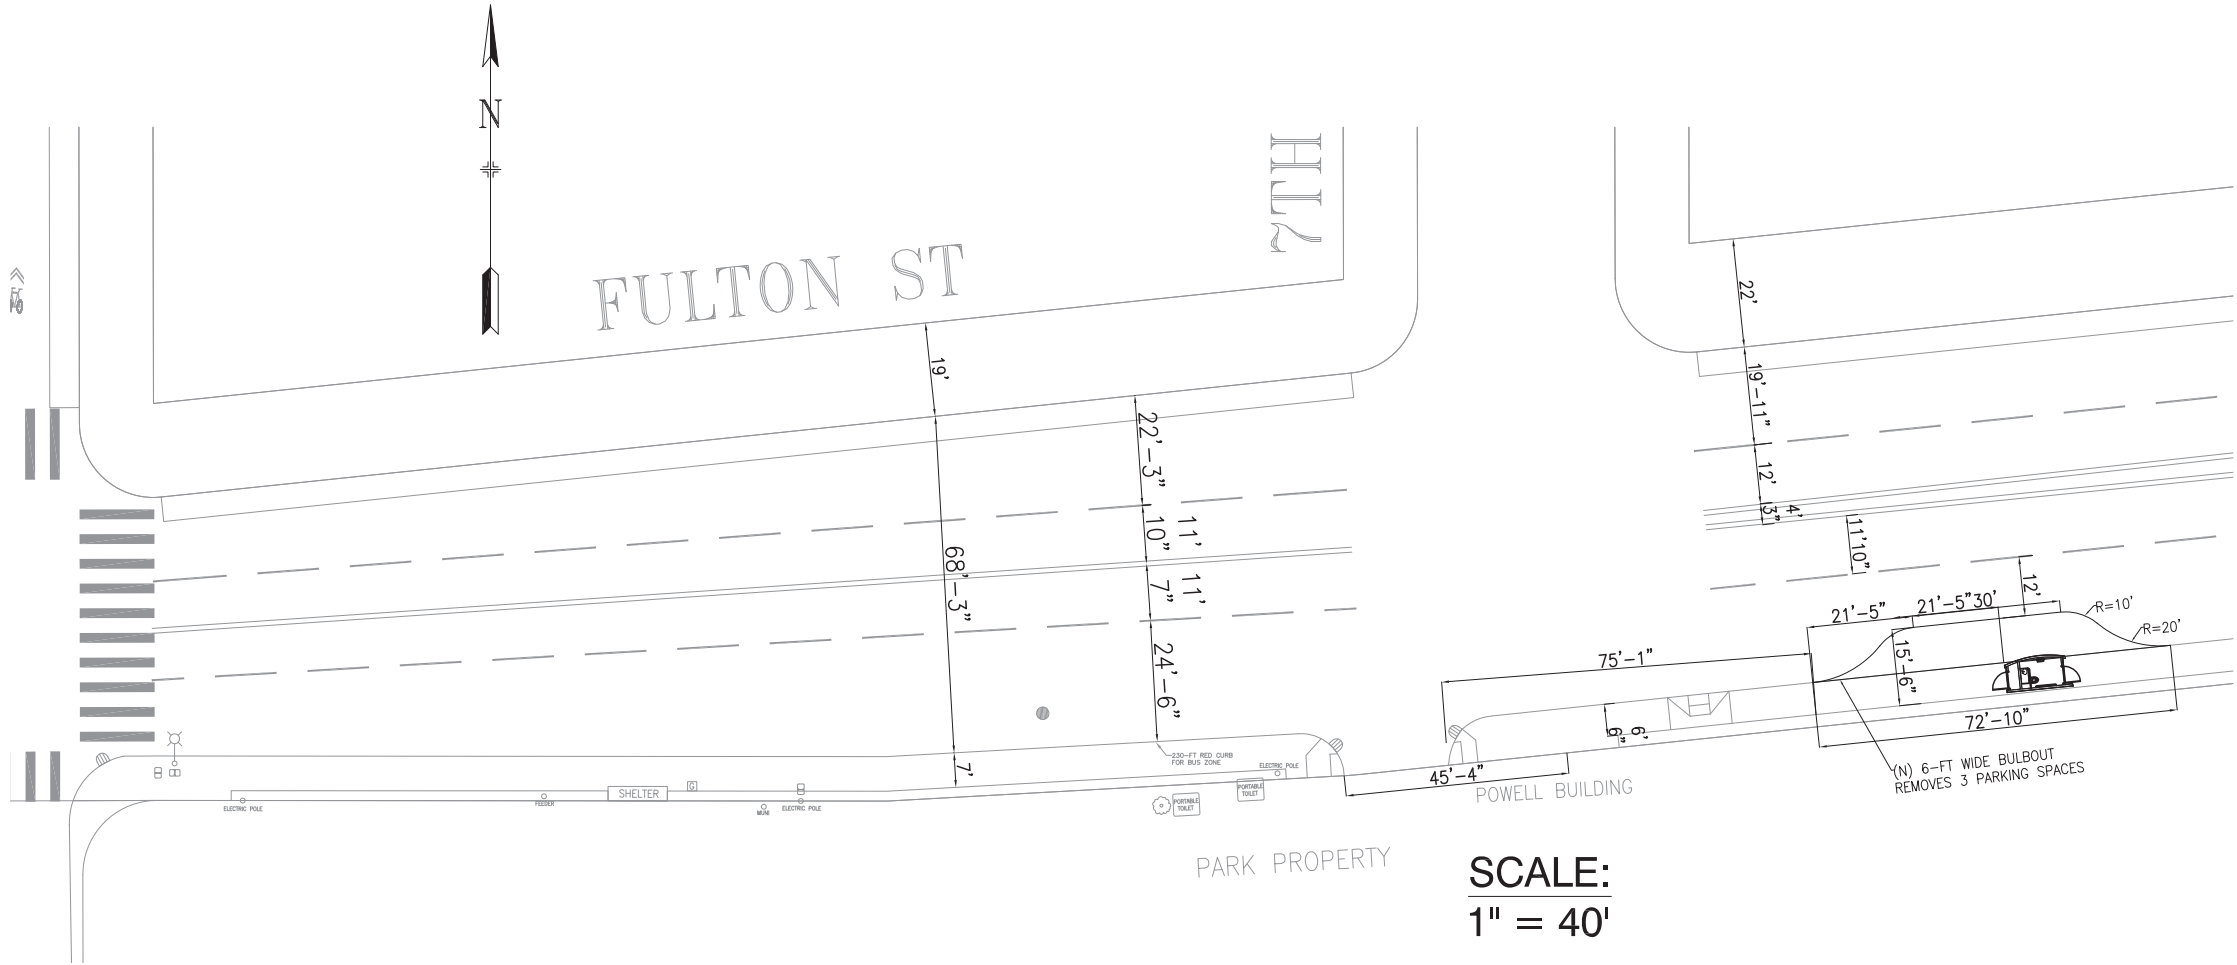 N
7TH
FULTON ST
19'
22'
19'-11"
22'-3"
12'
11'
10"
4'
3"
68'-3"
11'
7"
11'10"
12'
21'-5"
21'-5"
30'
R=10'
R=20'
15'-6"
24'-6"
75'-1"
6'
6"
72'-10"
230-FT RED CURB
FOR BUS ZONE
7'
ELECTRIC POLE
45'-4"
(N) 6-FT WIDE BULBOUT
REMOVES 3 PARKING SPACES
POWELL BUILDING
SHELTER
G
PORTABLE
TOILET
PORTABLE
TOILET
ELECTRIC POLE
FEEDER
MUNI
ELECTRIC POLE
PARK PROPERTY
SCALE:
1" = 40'